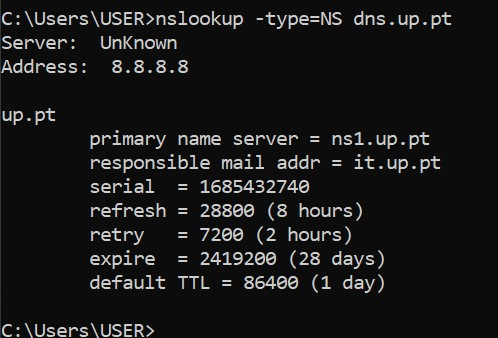 C:\Users\USER>nslookup -type=NS dns.up.pt
Server:  UnKnown
Address:  8.8.8.8

up.pt
        primary name server = ns1.up.pt
        responsible mail addr = it.up.pt
        serial  = 1685432740
        refresh = 28800 (8 hours)
        retry   = 7200 (2 hours)
        expire  = 2419200 (28 days)
        default TTL = 86400 (1 day)

C:\Users\USER>